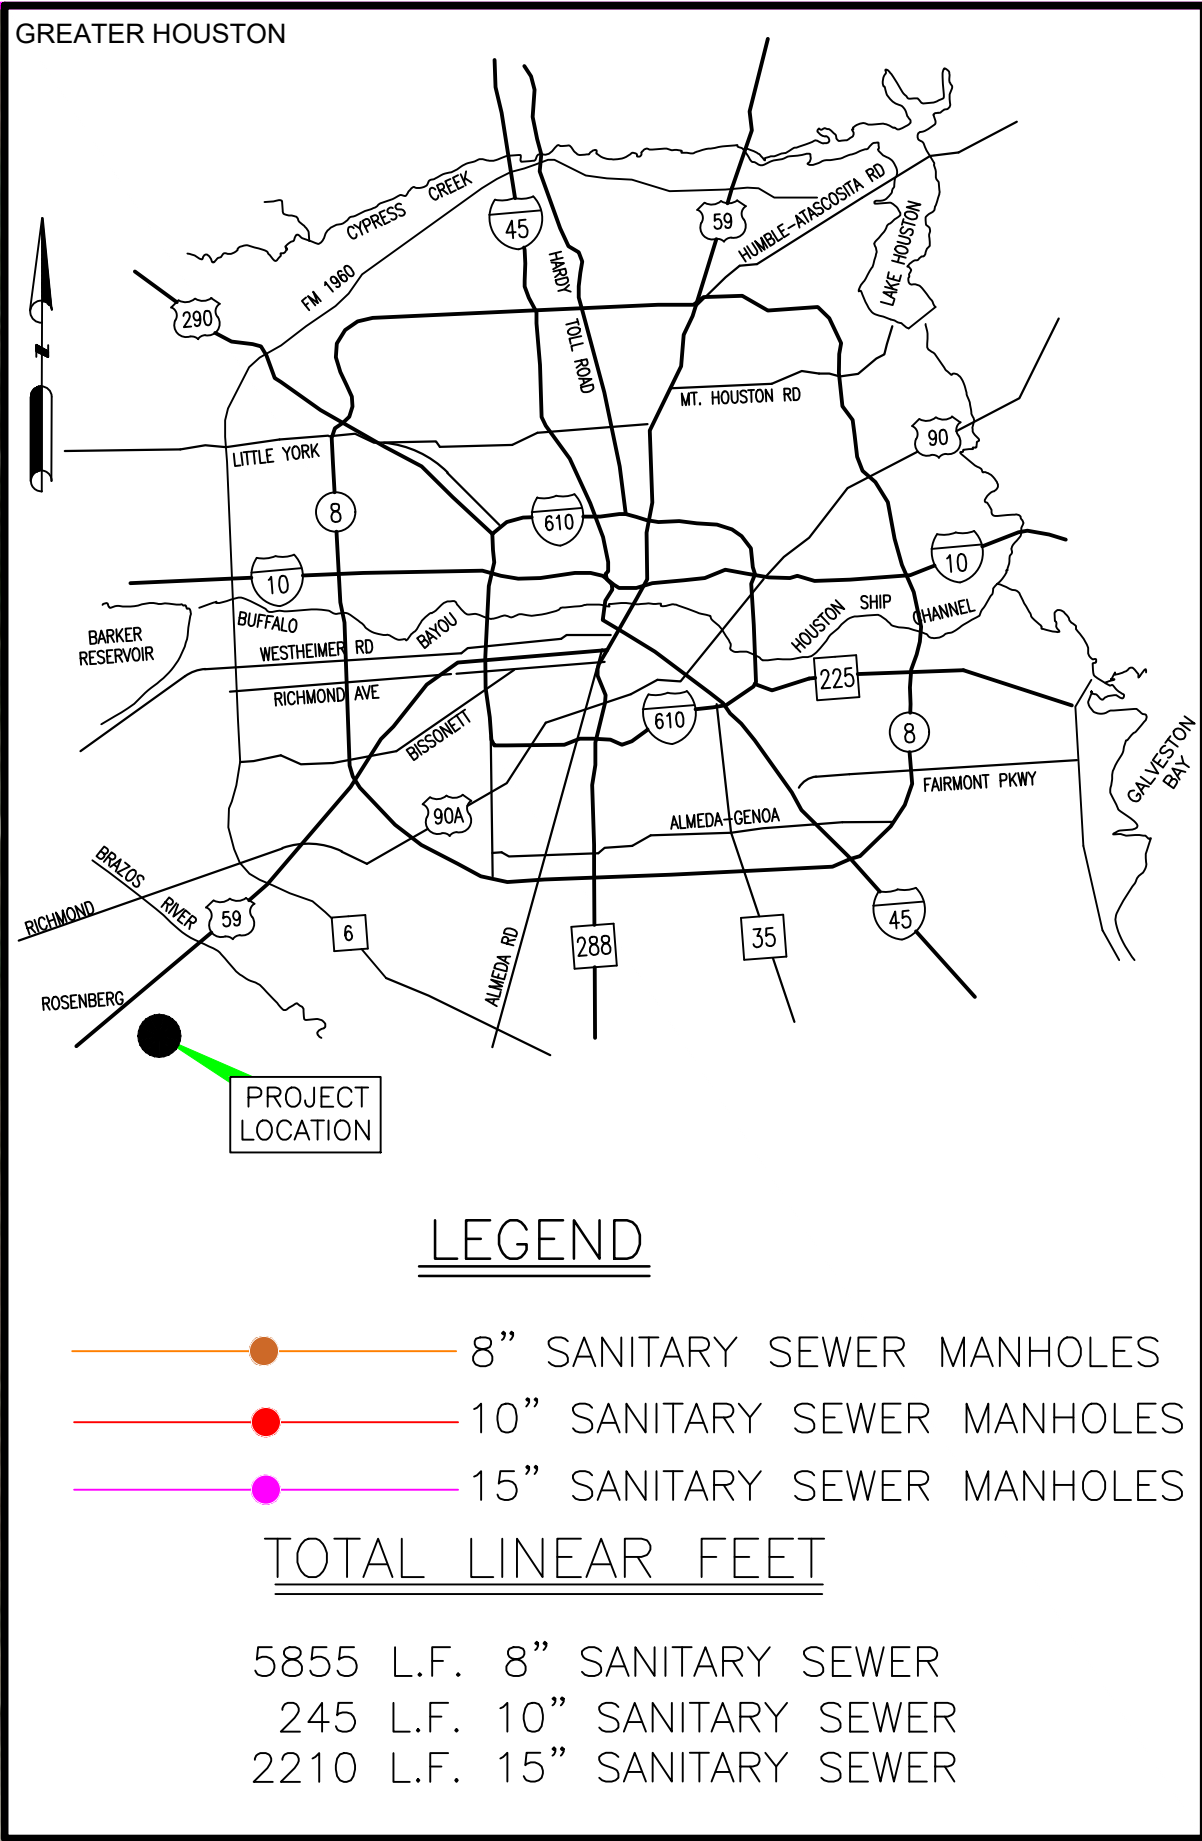 GREATER HOUSTON
CYPRESS CREEK
FM 1960
45
HARDY TOLL ROAD
59
HUMBLE-ATASCOSITA RD
LAKE HOUSTON
290
N
MT. HOUSTON RD
90
LITTLE YORK
8
610
10
10
BUFFALO BAYOU
BARKER
RESERVOIR
WESTHEIMER RD
RICHMOND AVE
HOUSTON SHIP CHANNEL
225
BISSONETT
610
8
GALVESTON
BAY
FAIRMONT PKWY
90A
ALMEDA-GENOA
BRAZOS RIVER
RICHMOND
59
6
ALMEDA RD
288
35
45
ROSENBERG
PROJECT
LOCATION
LEGEND
8" SANITARY SEWER MANHOLES
10" SANITARY SEWER MANHOLES
15" SANITARY SEWER MANHOLES
TOTAL LINEAR FEET
5855 L.F. 8" SANITARY SEWER
245 L.F. 10" SANITARY SEWER
2210 L.F. 15" SANITARY SEWER